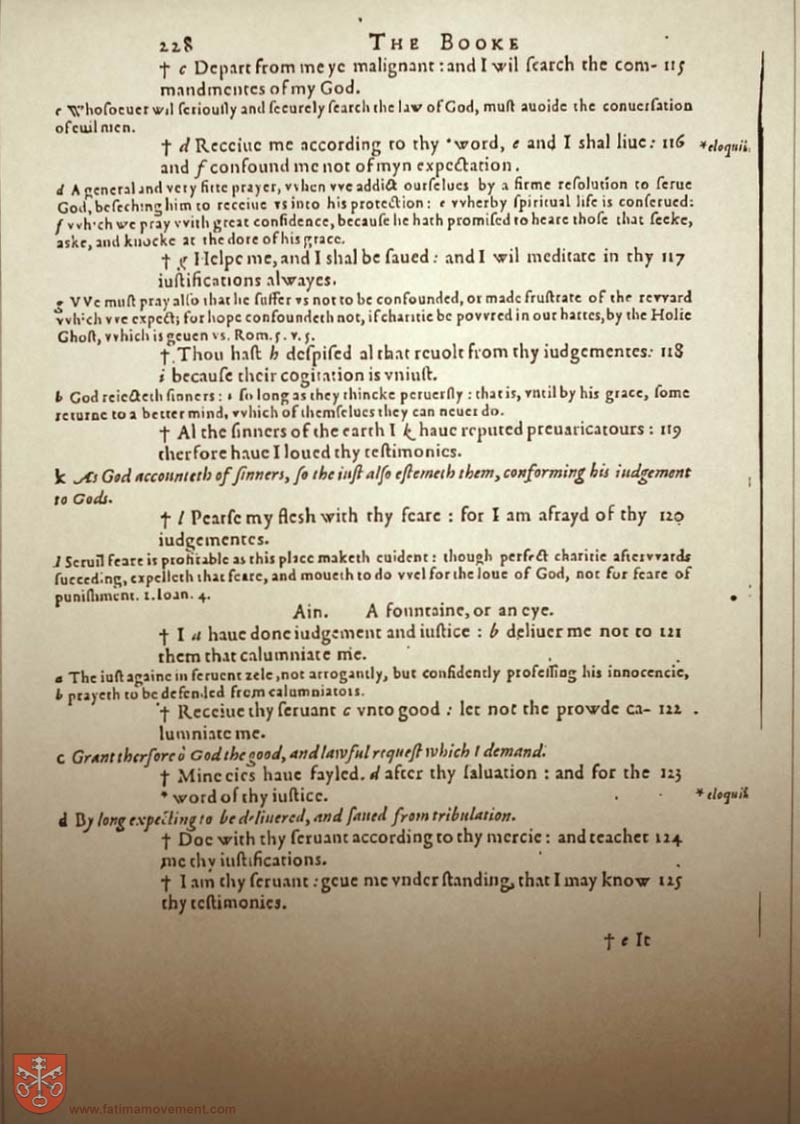 228 THE BOOKE
† c Depart from me ye malignant : and I wil ſearch the com- 115
mandmentes of my God.
c Whoſoeuer wil ſeriouſly and ſecurely ſearch the law of God, muſt auoide the conuerſation
of euil men.
† d Receiue me according to thy *word, e and I shal liue: 116 *eloquiũ.
and f confound me not of myn expectation.
d A general and very fitte prayer, vvhen vve addict ourſelues by a firme reſolution to ſerue
God, beſeching him to receiue vs into his protection : e vvherby ſpiritual life is conſerued:
f vvhich we pray vvith great confidence, becauſe he hath promiſed to heare thoſe that ſeeke,
aske, and knocke at the dore of his grace.
† g Helpe me, and I shal be ſaued : and I wil meditate in thy 117
iuſtifications alwayes.
g VVe muſt pray alſo that he ſuffer vs not to be confounded, or made fruſtrate of the revvard
vvhich vve expect; for hope confoundeth not, if charitie be povvred in our hartes, by the Holie
Ghoſt, vvhich is geuen vs. Rom. 5. v. 5.
† Thou haſt h deſpiſed al that reuolt from thy iudgementes: 118
i becauſe their cogitation is vniuſt.
h God reiecteth ſinners : i ſo long as they thincke peruerſly : that is, vntil by his grace, ſome
returne to a better mind, vvhich of themſelues they can neuer do.
† Al the ſinners of the earth I k haue reputed preuaricatours : 119
therfore haue I loued thy teſtimonies.
k As God accounteth of ſinners, ſo the iuſt alſo eſtemeth them, conforming his iudgement
to Gods.
† l Pearſe my flesh with thy feare : for I am afrayd of thy 120
iudgementes.
l Seruil feare is profitable as this place maketh euident : though perfect charitie aftervvards
ſucceding, expelleth that feare, and moueth to do vvel for the loue of God, not for feare of
puniſhment. 1. Ioan. 4.
Ain. A fountaine, or an eye.
† I a haue done iudgement and iuſtice : b deliuer me not to 121
them that calumniate me.
a The iuſt againe in feruent zele, not arrogantly, but confidently profeſſing his innocencie,
b prayeth to be defended from calumniators.
† Receiue thy ſeruant c vnto good : let not the prowde ca- 122
lumniate me.
c Grant therfore ò God the good, and lawful requeſt which I demand.
† Mine eies haue fayled. d after thy ſaluation : and for the 123
* word of thy iuſtice. * eloquiũ
d By long expecting to be deliuered, and ſaued from tribulation.
† Doe with thy ſeruant according to thy mercie : and teache 124
me thy iuſtifications.
† I am thy ſeruant : geue me vnderſtanding, that I may know 125
thy teſtimonies.
† e It
www.fatimamovement.com